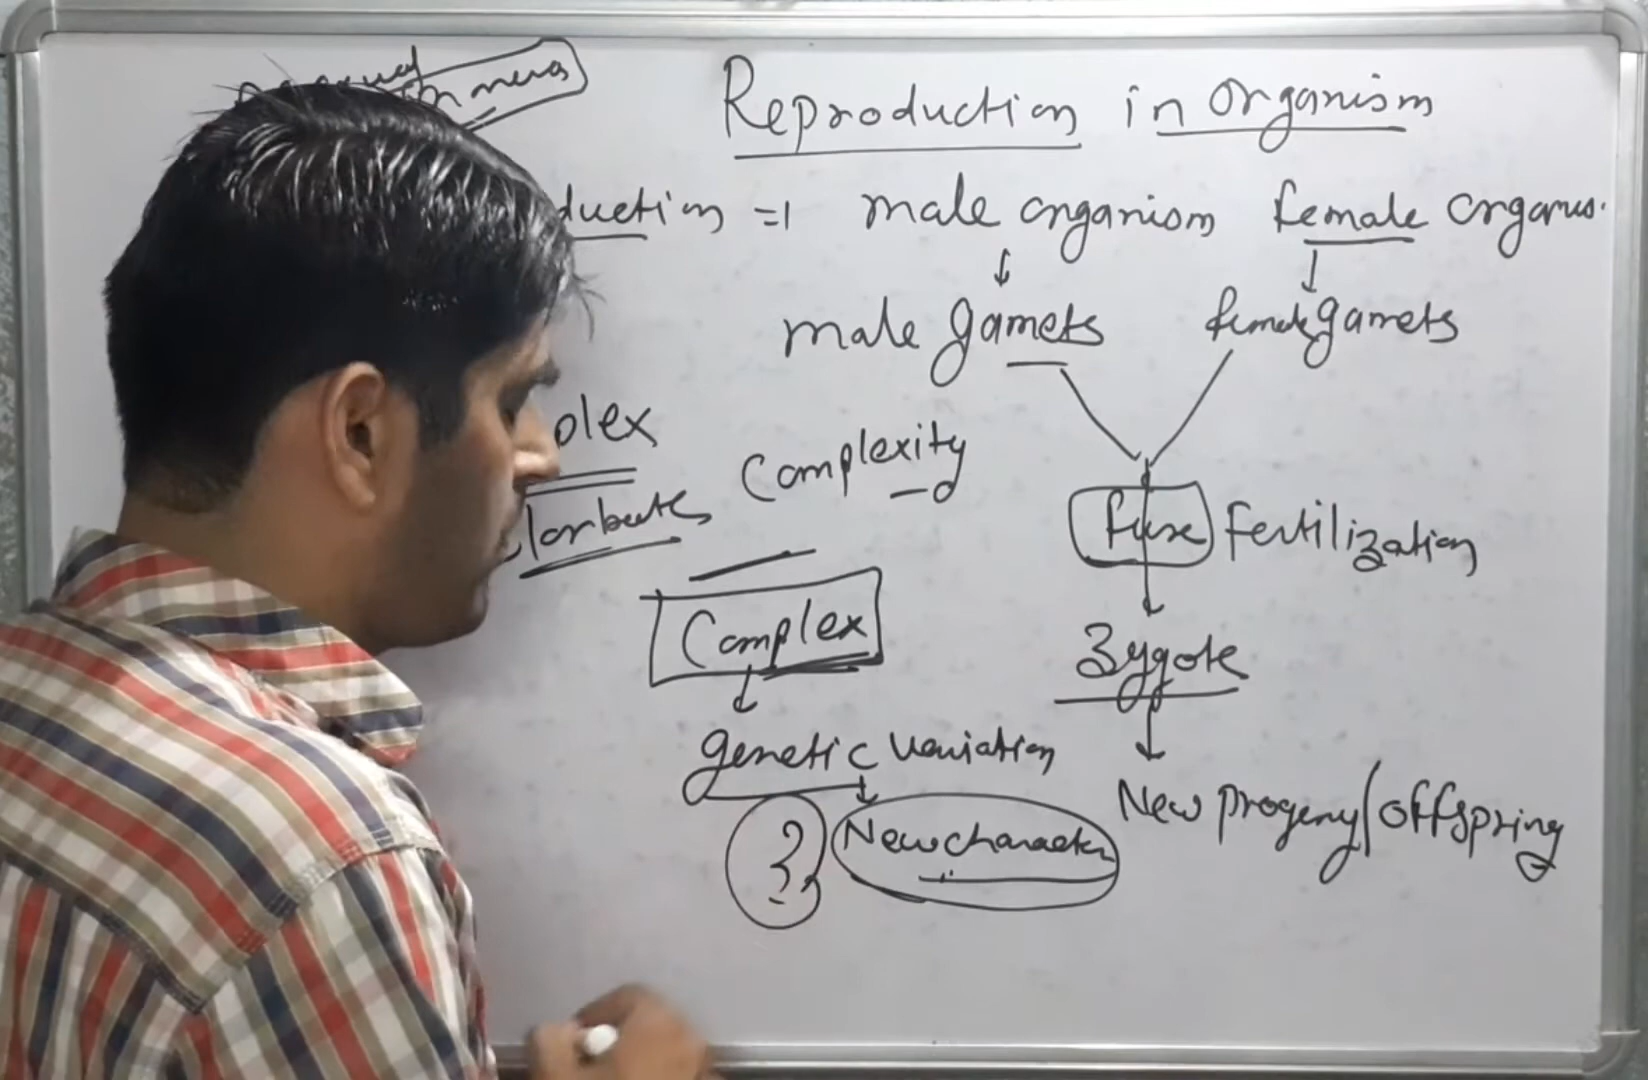 Reproduction in Organism
duction =1 male organism female organis.
male gamets female gamets
plex Complexity
fuse Fertilization
Complex
Zygote
genetic variation
New Progeny/offspring
? New character